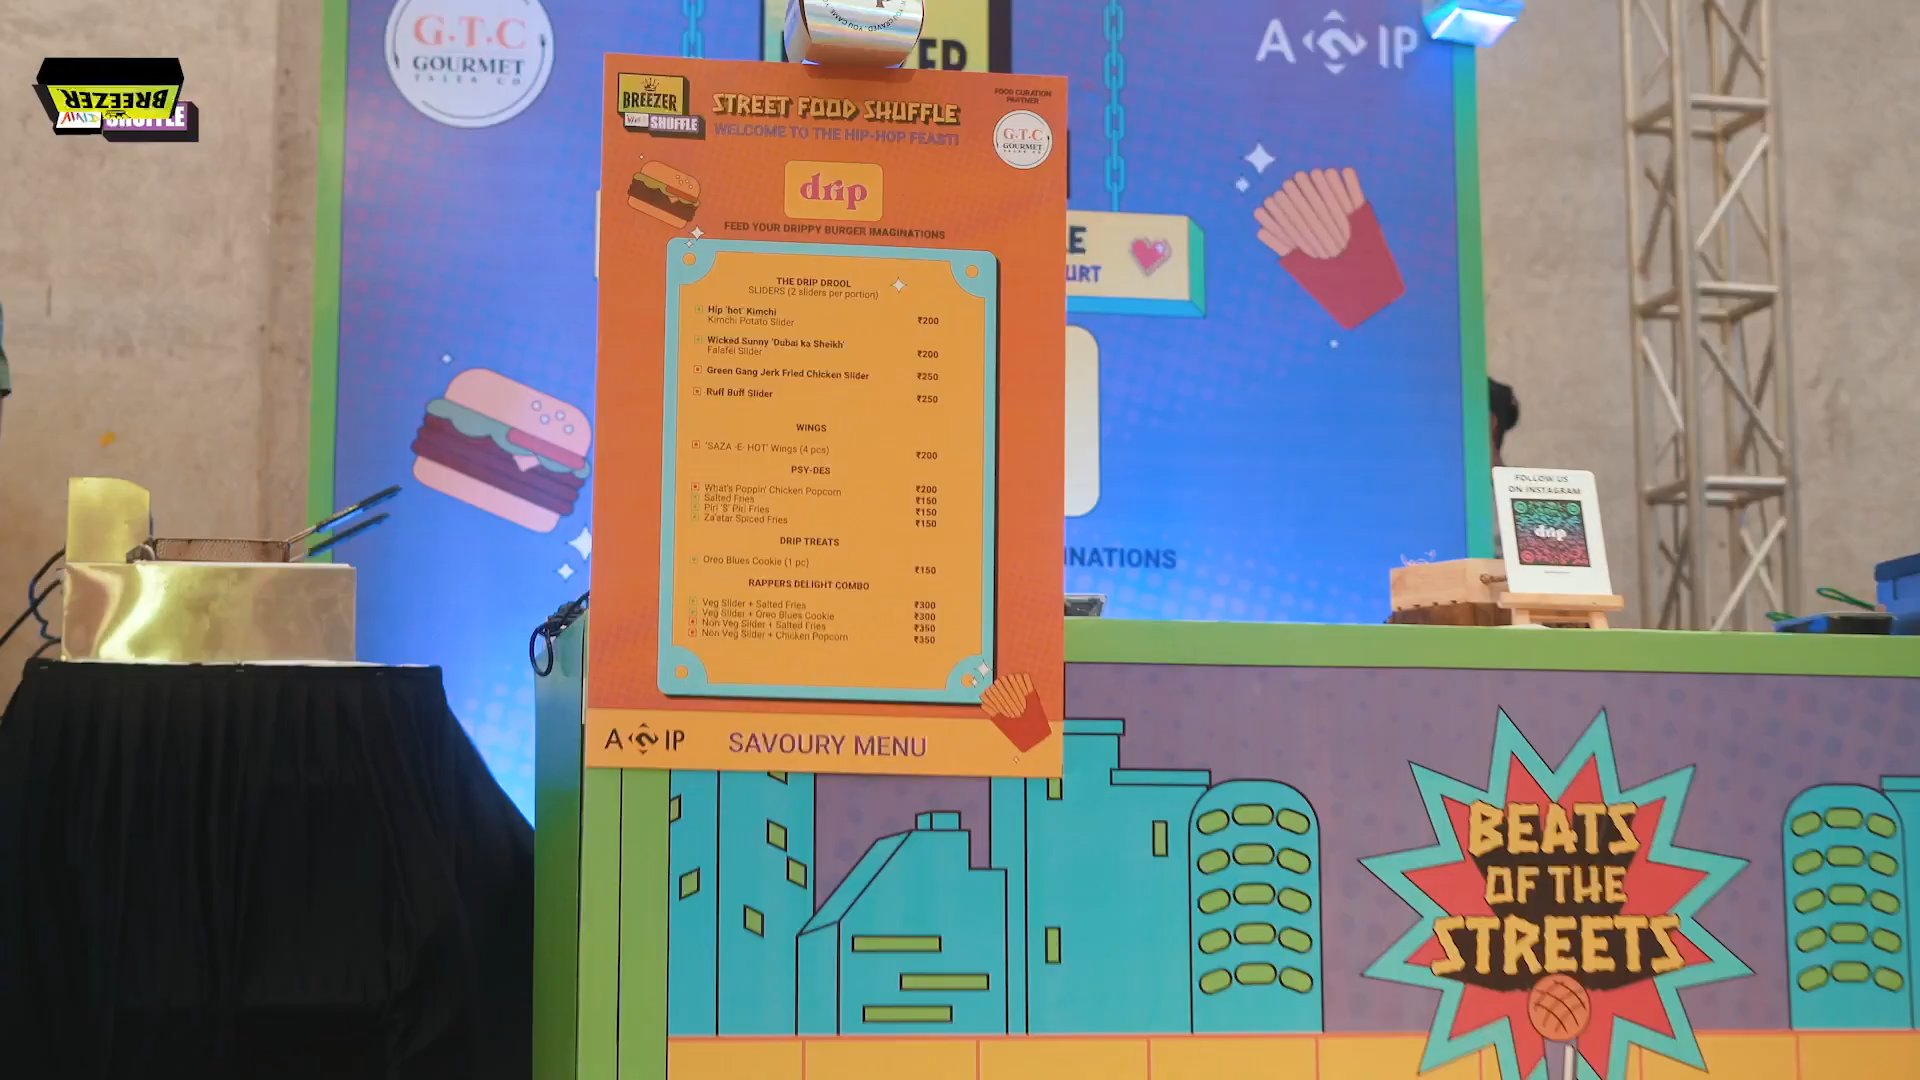 BREEZER
VIVID
SHUFFLE
G.T.C
GOURMET
TALES CO
A IP
BREEZER
VIVID SHUFFLE
STREET FOOD SHUFFLE
WELCOME TO THE HIP-HOP FEAST!
FOOD CURATION
PARTNER
G.T.C
GOURMET
TALES CO
drip
FEED YOUR DRIPPY BURGER IMAGINATIONS
THE DRIP DROOL
SLIDERS (2 sliders per portion)
Hip 'hot' Kimchi
Kimchi Potato Slider ₹200
Wicked Sunny 'Dubai ka Sheikh'
Falafel Slider ₹200
Green Gang Jerk Fried Chicken Slider ₹250
Ruff Buff Slider ₹250
WINGS
'SAZA -E- HOT' Wings (4 pcs) ₹200
PSY-DES
What's Poppin' Chicken Popcorn ₹200
Salted Fries ₹150
Piri '$' Piri Fries ₹150
Za'atar Spiced Fries ₹150
DRIP TREATS
Oreo Blues Cookie (1 pc) ₹150
RAPPERS DELIGHT COMBO
Veg Slider + Salted Fries ₹300
Veg Slider + Oreo Blues Cookie ₹300
Non Veg Slider + Salted Fries ₹350
Non Veg Slider + Chicken Popcorn ₹350
A IP
SAVOURY MENU
INATIONS
FOLLOW US
ON INSTAGRAM
drip
BEATS
OF THE
STREETS